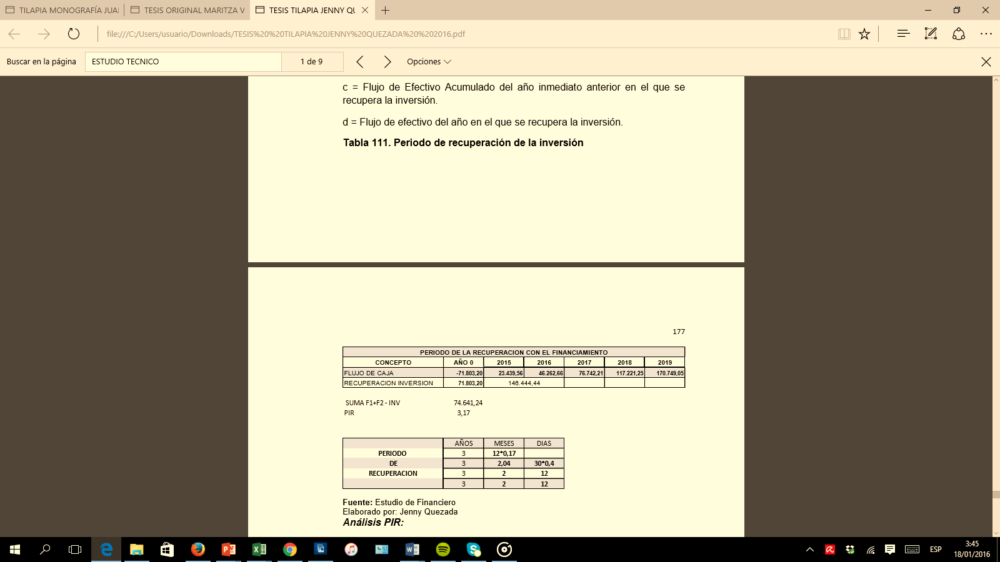 TILAPIA MONOGRAFÍA JUAI
TESIS ORIGINAL MARITZA V
TESIS TILAPIA JENNY QU
file:///C:/Users/usuario/Downloads/TESIS%20%20TILAPIA%20JENNY%20QUEZADA%20%202016.pdf
Buscar en la página
ESTUDIO TECNICO
1 de 9
Opciones
c = Flujo de Efectivo Acumulado del año inmediato anterior en el que se
recupera la inversión.
d = Flujo de efectivo del año en el que se recupera la inversión.
Tabla 111. Periodo de recuperación de la inversión
177
PERIODO DE LA RECUPERACION CON EL FINANCIAMIENTO
CONCEPTO AÑO 0 2015 2016 2017 2018 2019
FLUJO DE CAJA -71.803,20 23.439,56 46.262,66 76.742,21 117.221,25 170.749,05
RECUPERACION INVERSION 71.803,20 146.444,44
SUMA F1+F2 - INV 74.641,24
PIR 3,17
AÑOS MESES DIAS
PERIODO 3 12*0,17
DE 3 2,04 30*0,4
RECUPERACION 3 2 12
3 2 12
Fuente: Estudio de Financiero
Elaborado por: Jenny Quezada
Análisis PIR:
ESP
3:45
18/01/2016